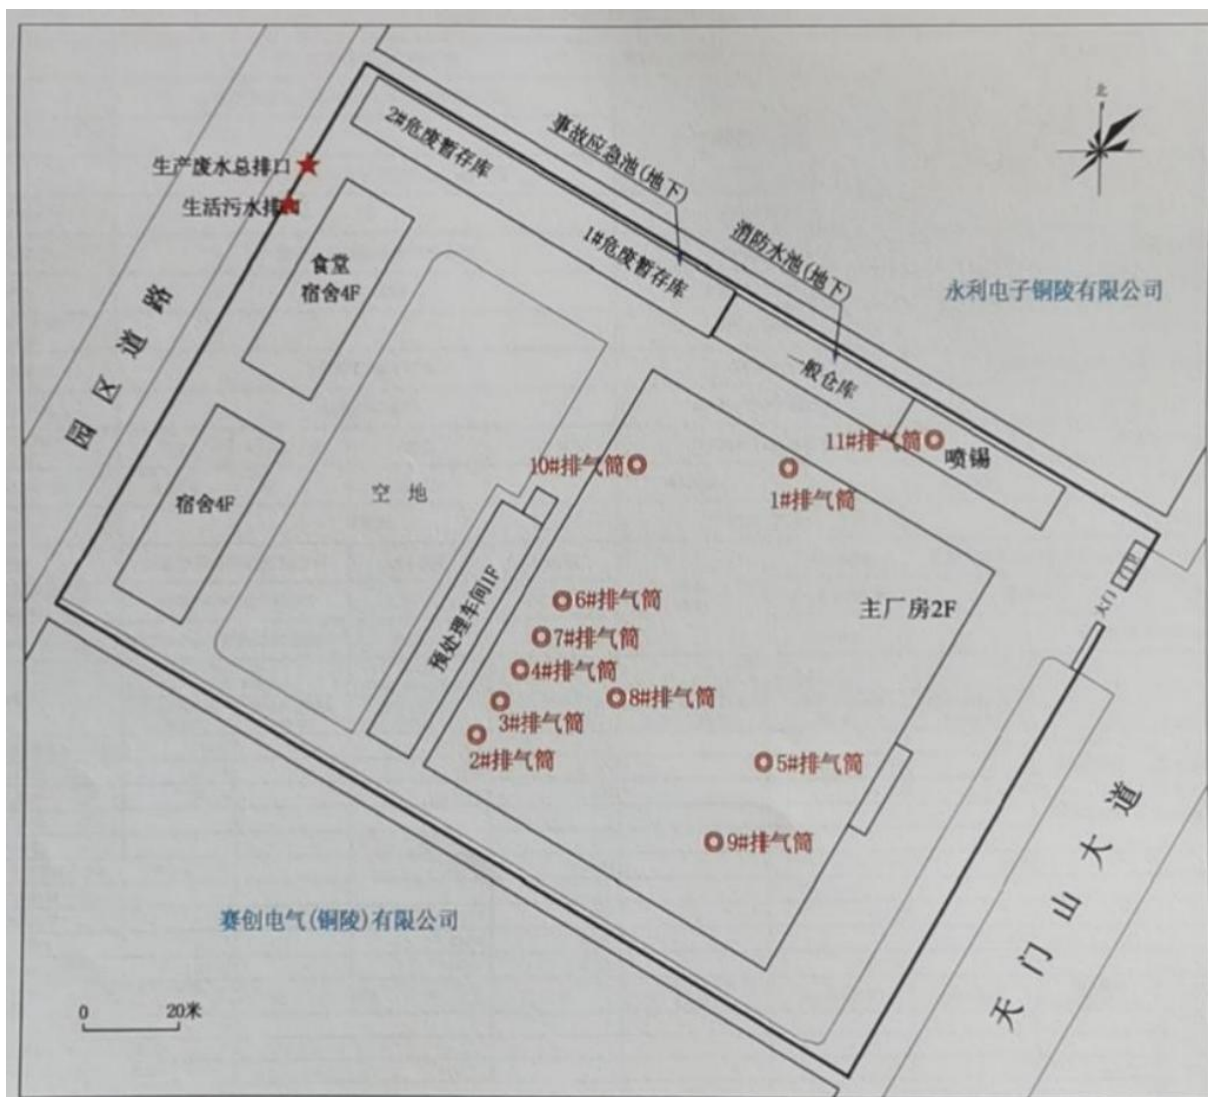 北
2#危废暂存库
事故应急池(地下)
生产废水总排口
生活污水排
1#危废暂存库
消防水池(地下)
食堂
宿舍4F
永利电子铜陵有限公司
园区道路
一般仓库
11#排气筒
喷锡
10#排气筒
1#排气筒
宿舍4F
空 地
预处理车间1F
6#排气筒
主厂房2F
大门
7#排气筒
4#排气筒
8#排气筒
3#排气筒
2#排气筒
5#排气筒
9#排气筒
天门山大道
赛创电气(铜陵)有限公司
0 20米